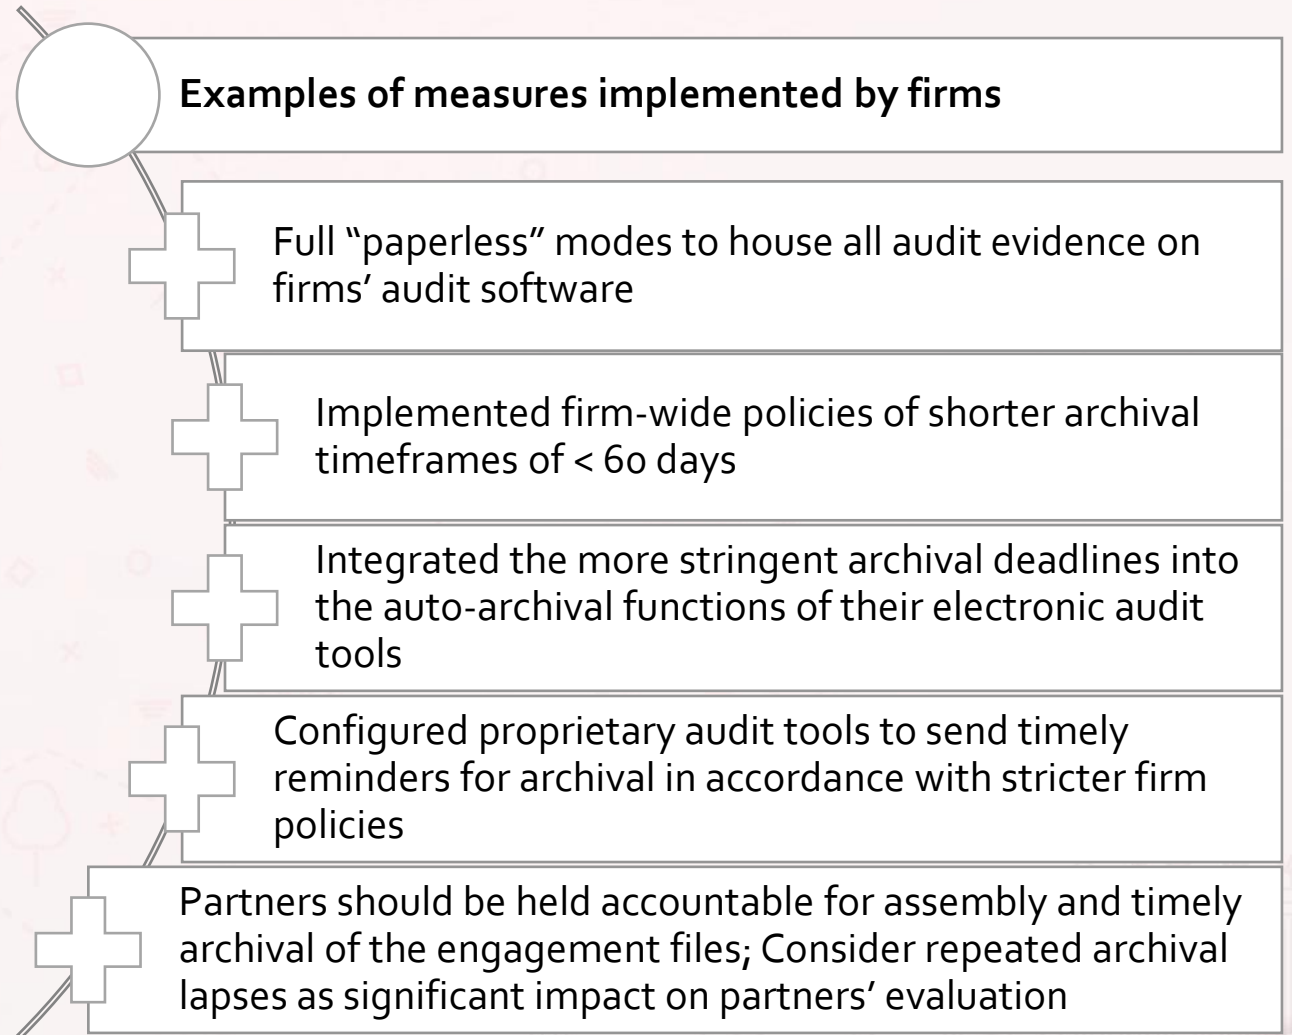 Examples of measures implemented by firms
Full “paperless” modes to house all audit evidence on
firms’ audit software
Implemented firm-wide policies of shorter archival
timeframes of < 60 days
Integrated the more stringent archival deadlines into
the auto-archival functions of their electronic audit
tools
Configured proprietary audit tools to send timely
reminders for archival in accordance with stricter firm
policies
Partners should be held accountable for assembly and timely
archival of the engagement files; Consider repeated archival
lapses as significant impact on partners’ evaluation